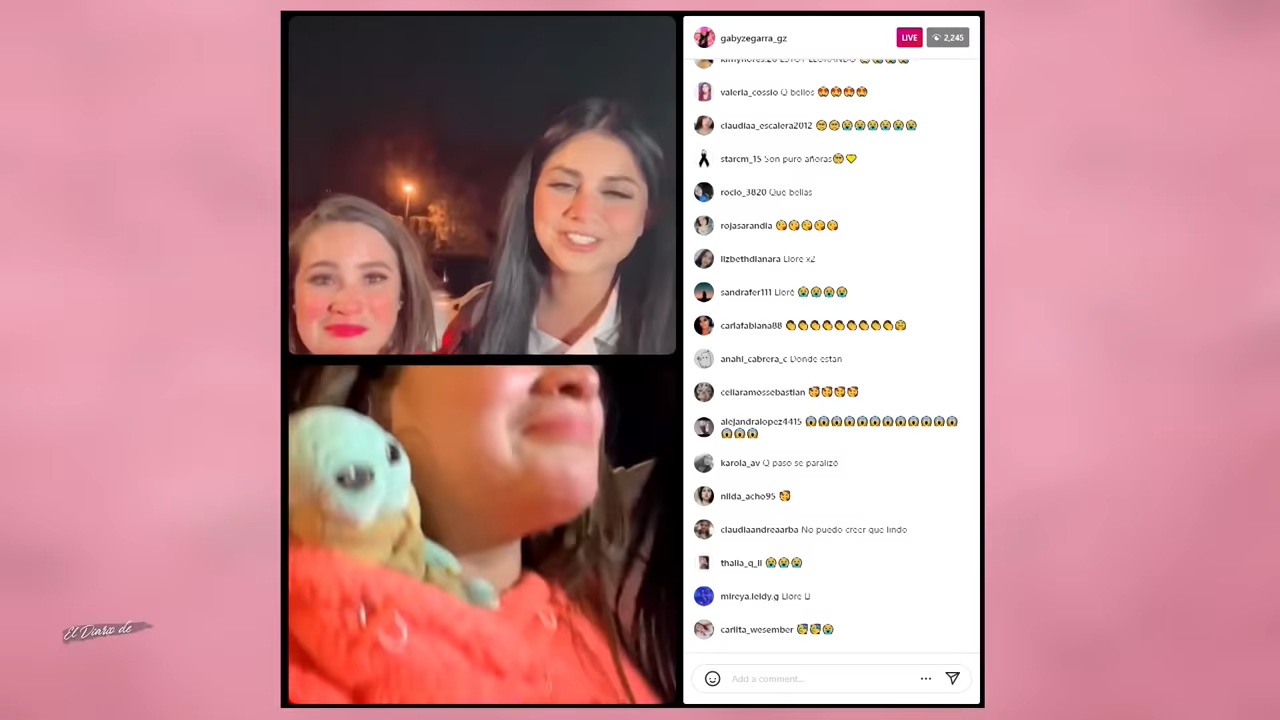 gabyzegarra_gz
LIVE
2,245
valeria_cossio Q bellos 😍😍😍😍
claudiaa_escalera2012 🥹🥹😭😭😭😭😭😭
starcm_15 Son puro añoras🥹💛
rocio_3820 Que bellas
rojasarandia 😘😘😘😘😘
lizbethdianara Llore x2
sandrafer111 Lloré 😭😭😭😭
carlafabiana88
anahi_cabrera_c Donde estan
celiaramossebastian 🥰🥰🥰🥰
alejandralopez4415 😱😱😱😱😱😱😱😱😱😱😱😱
😱😱😱
karola_av Q paso se paralizó
nilda_acho95 🥰
claudiaandreaarba No puedo creer que lindo
thalia_q_ll 😭😭😭
mireya.leidy.g Llore Ll
carlita_wesember 🥰🥰😭
Add a comment...
El Diario de